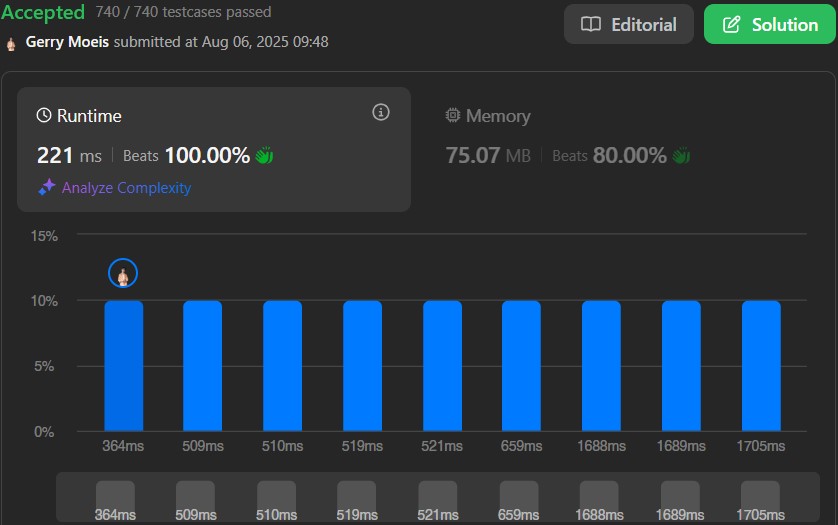 Accepted 740 / 740 testcases passed
Gerry Moeis submitted at Aug 06, 2025 09:48
Editorial
Solution
Runtime
221 ms | Beats 100.00%
Analyze Complexity
Memory
75.07 MB | Beats 80.00%
15%
10%
5%
0%
364ms 509ms 510ms 519ms 521ms 659ms 1688ms 1689ms 1705ms
364ms 509ms 510ms 519ms 521ms 659ms 1688ms 1689ms 1705ms